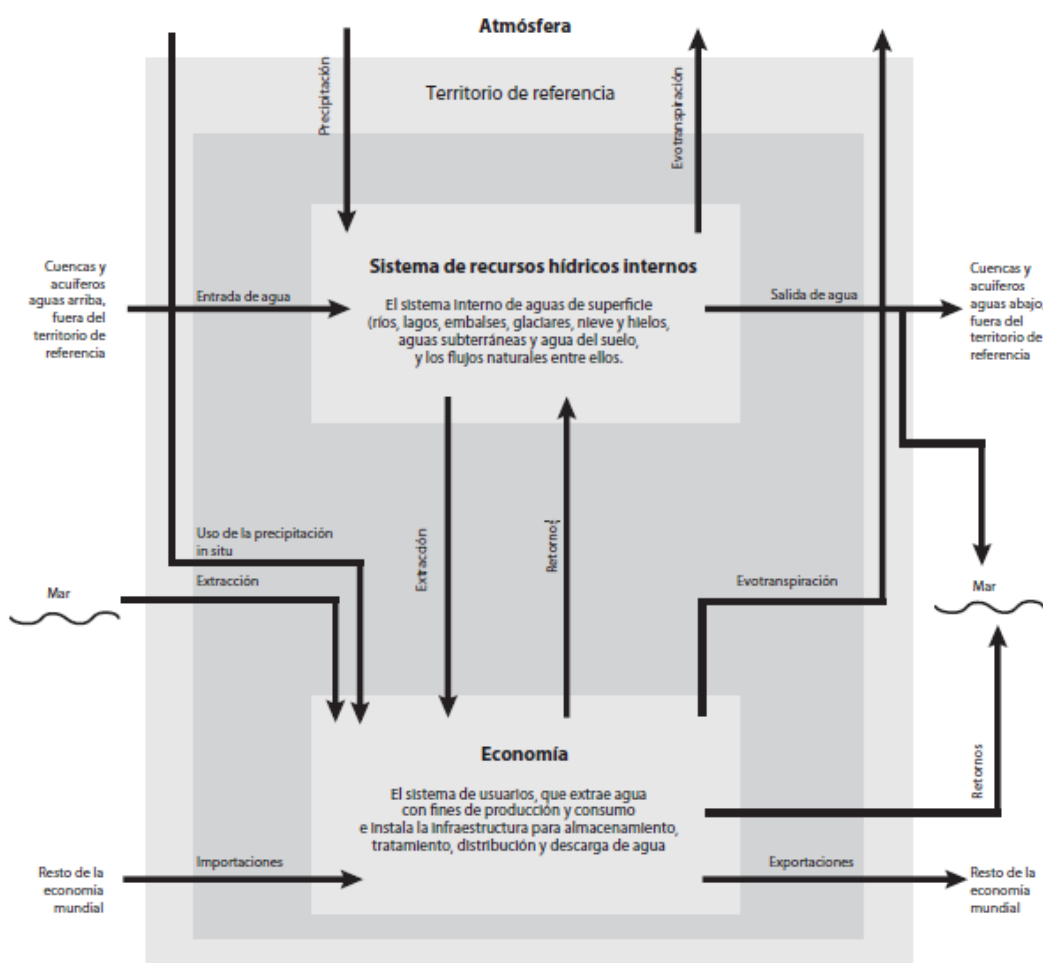 Atmósfera
Territorio de referencia
Precipitación
Evotranspiración
Sistema de recursos hídricos internos
El sistema interno de aguas de superficie
(ríos, lagos, embalses, glaciares, nieve y hielos,
aguas subterráneas y agua del suelo,
y los flujos naturales entre ellos.
Cuencas y
acuíferos
aguas arriba,
fuera del
territorio de
referencia
Entrada de agua
Salida de agua
Cuencas y
acuíferos
aguas abajo,
fuera del
territorio de
referencia
Uso de la precipitación
in situ
Extracción
Extracción
Retorno
Evotranspiración
Mar
Mar
Economía
El sistema de usuarios, que extrae agua
con fines de producción y consumo
e instala la infraestructura para almacenamiento,
tratamiento, distribución y descarga de agua
Retornos
Importaciones
Exportaciones
Resto de la
economía
mundial
Resto de la
economía
mundial